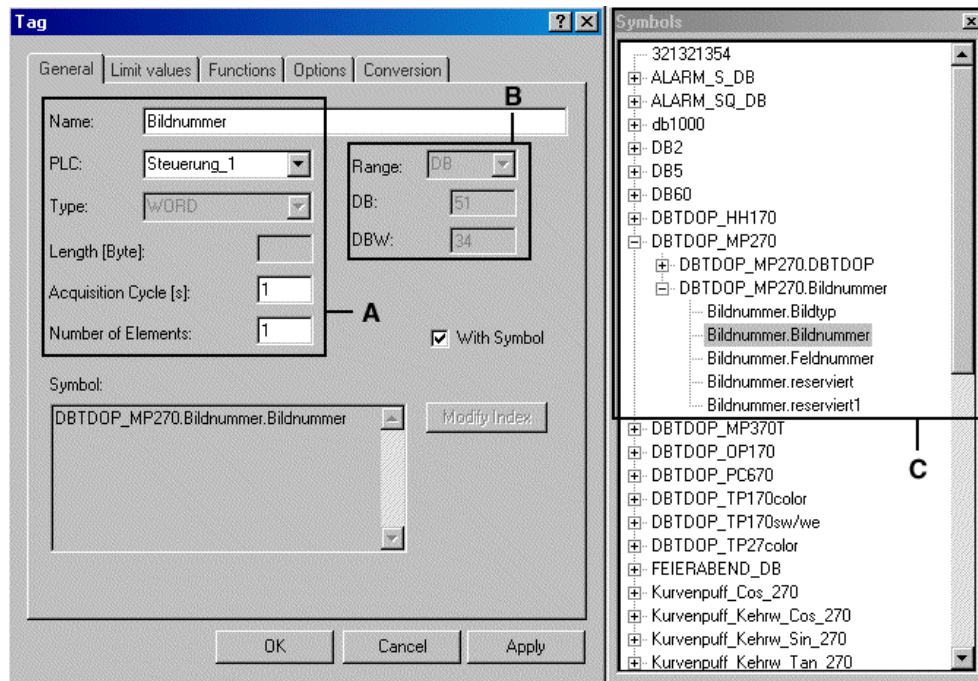 Tag
General Limit values Functions Options Conversion
B
Name: Bildnummer
PLC: Steuerung_1
Range: DB
Type: WORD
DB: 51
Length [Byte]:
DBW: 34
Acquisition Cycle [s]: 1
A
Number of Elements: 1
With Symbol
Symbol:
DBTDOP_MP270.Bildnummer.Bildnummer
Modify Index
OK Cancel Apply
Symbols
321321354
ALARM_S_DB
ALARM_SQ_DB
db1000
DB2
DB5
DB60
DBTDOP_HH170
DBTDOP_MP270
DBTDOP_MP270.DBTDOP
DBTDOP_MP270.Bildnummer
Bildnummer.Bildtyp
Bildnummer.Bildnummer
Bildnummer.Feldnummer
Bildnummer.reserviert
Bildnummer.reserviert1
DBTDOP_MP370T
DBTDOP_OP170
C
DBTDOP_PC670
DBTDOP_TP170color
DBTDOP_TP170sw/we
DBTDOP_TP27color
FEIERABEND_DB
Kurvenpuff_Cos_270
Kurvenpuff_Kehrw_Cos_270
Kurvenpuff_Kehrw_Sin_270
Kurvenpuff_Kehrw_Tan_270